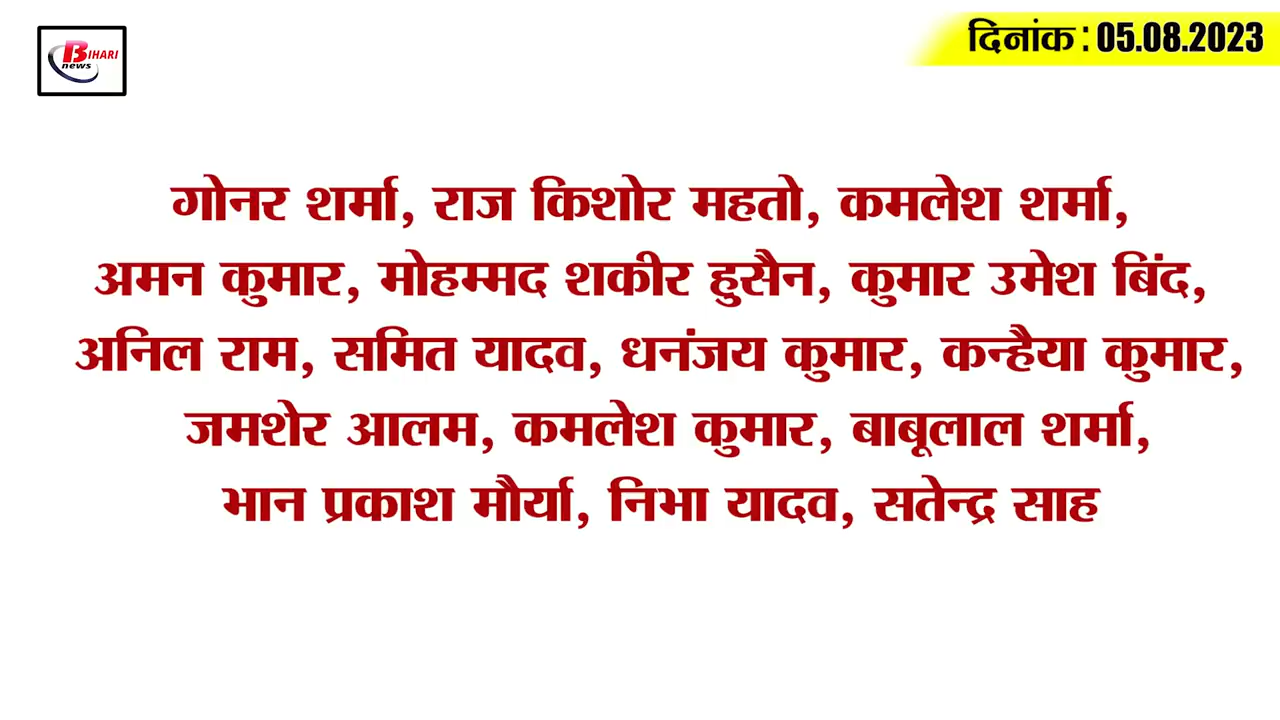 BIHARI
news
दिनांक : 05.08.2023
गोनर शर्मा, राज किशोर महतो, कमलेश शर्मा,
अमन कुमार, मोहम्मद शकीर हुसैन, कुमार उमेश बिंद,
अनिल राम, समित यादव, धनंजय कुमार, कन्हैया कुमार,
जमशेर आलम, कमलेश कुमार, बाबूलाल शर्मा,
भान प्रकाश मौर्या, निभा यादव, सतेन्द्र साह